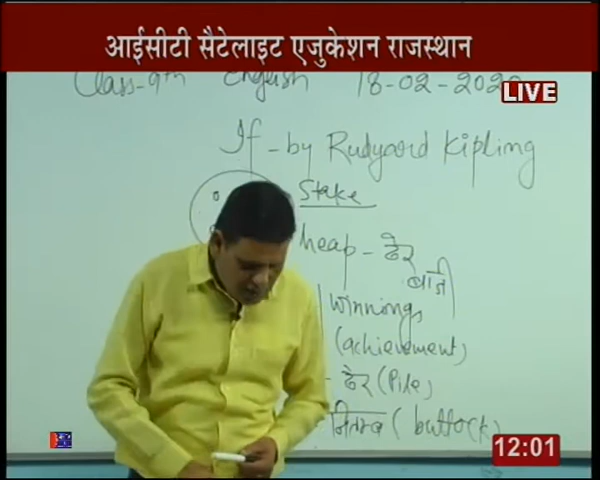 आईसीटी सैटेलाइट एजुकेशन राजस्थान
Class-9th English 18-02-2020
LIVE
If - by Rudyard Kipling
Stake
heap - ढेर
बाजी
winnings
(achievement)
- ढेर (Pile)
नितम्ब ( buttock)
12:01